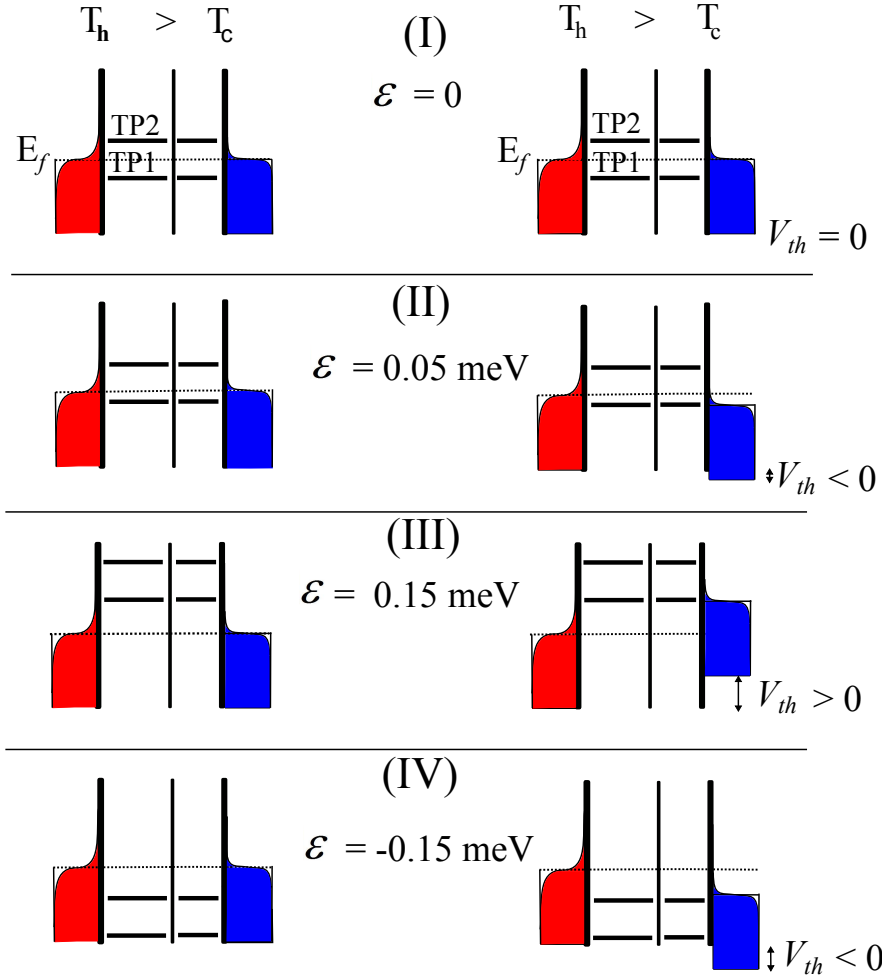 T_h > T_c (I) T_h > T_c
ℰ = 0
TP2 TP2
E_f TP1 E_f TP1
V_th = 0
(II)
ℰ = 0.05 meV
V_th < 0
(III)
ℰ = 0.15 meV
V_th > 0
(IV)
ℰ = -0.15 meV
V_th < 0